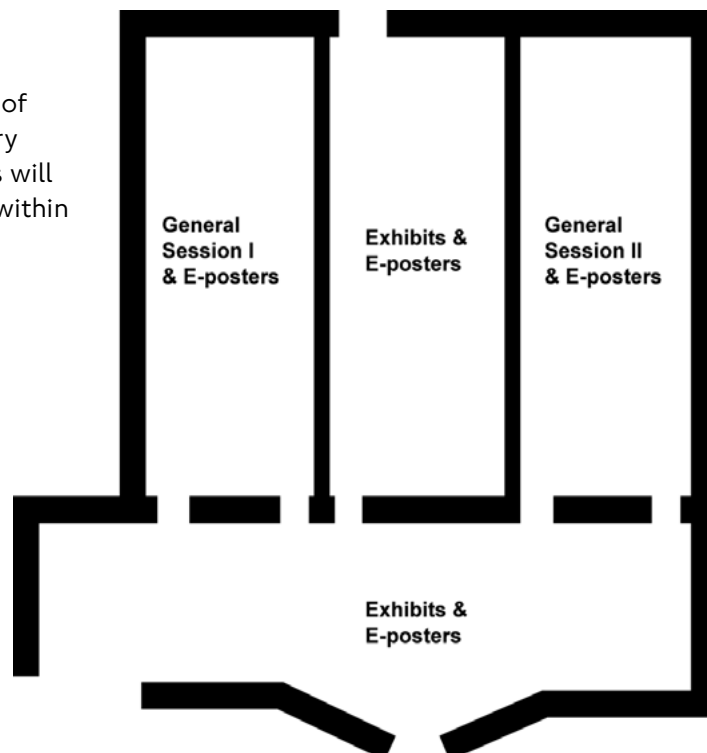 of
ry
s will
within
General
Session I
& E-posters
Exhibits &
E-posters
General
Session II
& E-posters
Exhibits &
E-posters